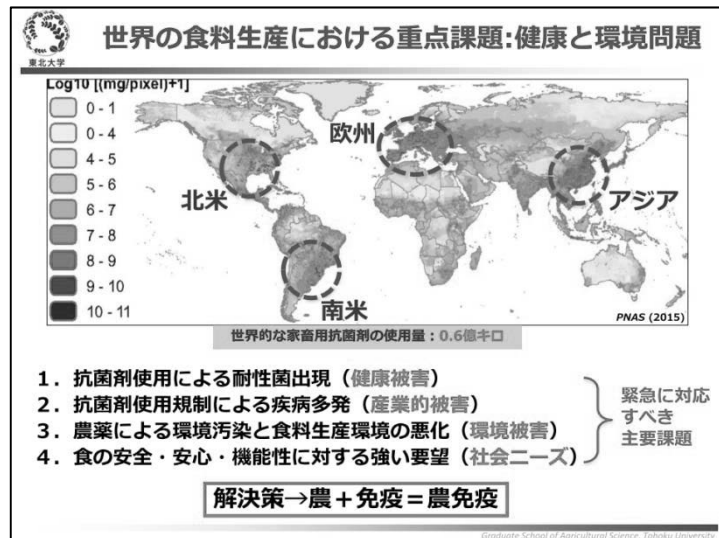 東北大学
世界の食料生産における重点課題:健康と環境問題
Log10 [(mg/pixel)+1]
0 - 1
0 - 4
4 - 5
5 - 6
6 - 7
7 - 8
8 - 9
9 - 10
10 - 11
北米
欧州
アジア
南米
PNAS (2015)
世界的な家畜用抗菌剤の使用量：0.6億キロ
1．抗菌剤使用による耐性菌出現（健康被害）
2．抗菌剤使用規制による疾病多発（産業的被害）
3．農薬による環境汚染と食料生産環境の悪化（環境被害）
4．食の安全・安心・機能性に対する強い要望（社会ニーズ）
緊急に対応
すべき
主要課題
解決策→農＋免疫＝農免疫
Graduate School of Agricultural Science, Tohoku University